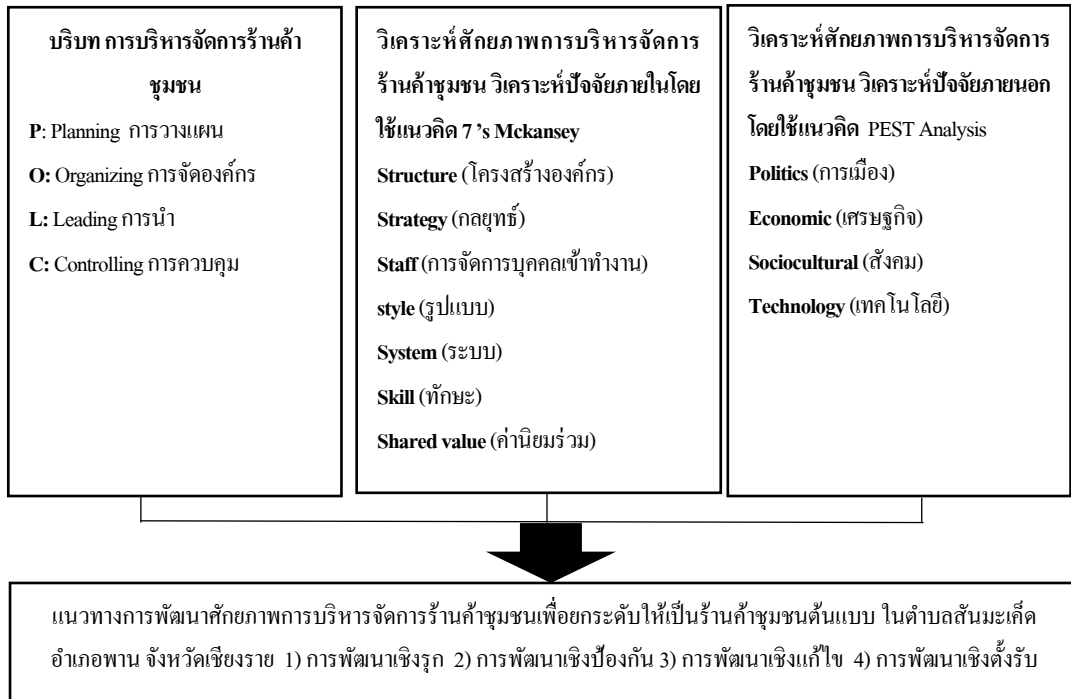 บริบท การบริหารจัดการร้านค้า
ชุมชน
P: Planning การวางแผน
O: Organizing การจัดองค์กร
L: Leading การนำ
C: Controlling การควบคุม
วิเคราะห์ศักยภาพการบริหารจัดการ
ร้านค้าชุมชน วิเคราะห์ปัจจัยภายในโดย
ใช้แนวคิด 7 's Mckansey
Structure (โครงสร้างองค์กร)
Strategy (กลยุทธ์)
Staff (การจัดการบุคคลเข้าทำงาน)
style (รูปแบบ)
System (ระบบ)
Skill (ทักษะ)
Shared value (ค่านิยมร่วม)
วิเคราะห์ศักยภาพการบริหารจัดการ
ร้านค้าชุมชน วิเคราะห์ปัจจัยภายนอก
โดยใช้แนวคิด PEST Analysis
Politics (การเมือง)
Economic (เศรษฐกิจ)
Sociocultural (สังคม)
Technology (เทคโนโลยี)
แนวทางการพัฒนาศักยภาพการบริหารจัดการร้านค้าชุมชนเพื่อยกระดับให้เป็นร้านค้าชุมชนต้นแบบ ในตำบลสันมะเค็ด
อำเภอพาน จังหวัดเชียงราย 1) การพัฒนาเชิงรุก 2) การพัฒนาเชิงป้องกัน 3) การพัฒนาเชิงแก้ไข 4) การพัฒนาเชิงตั้งรับ